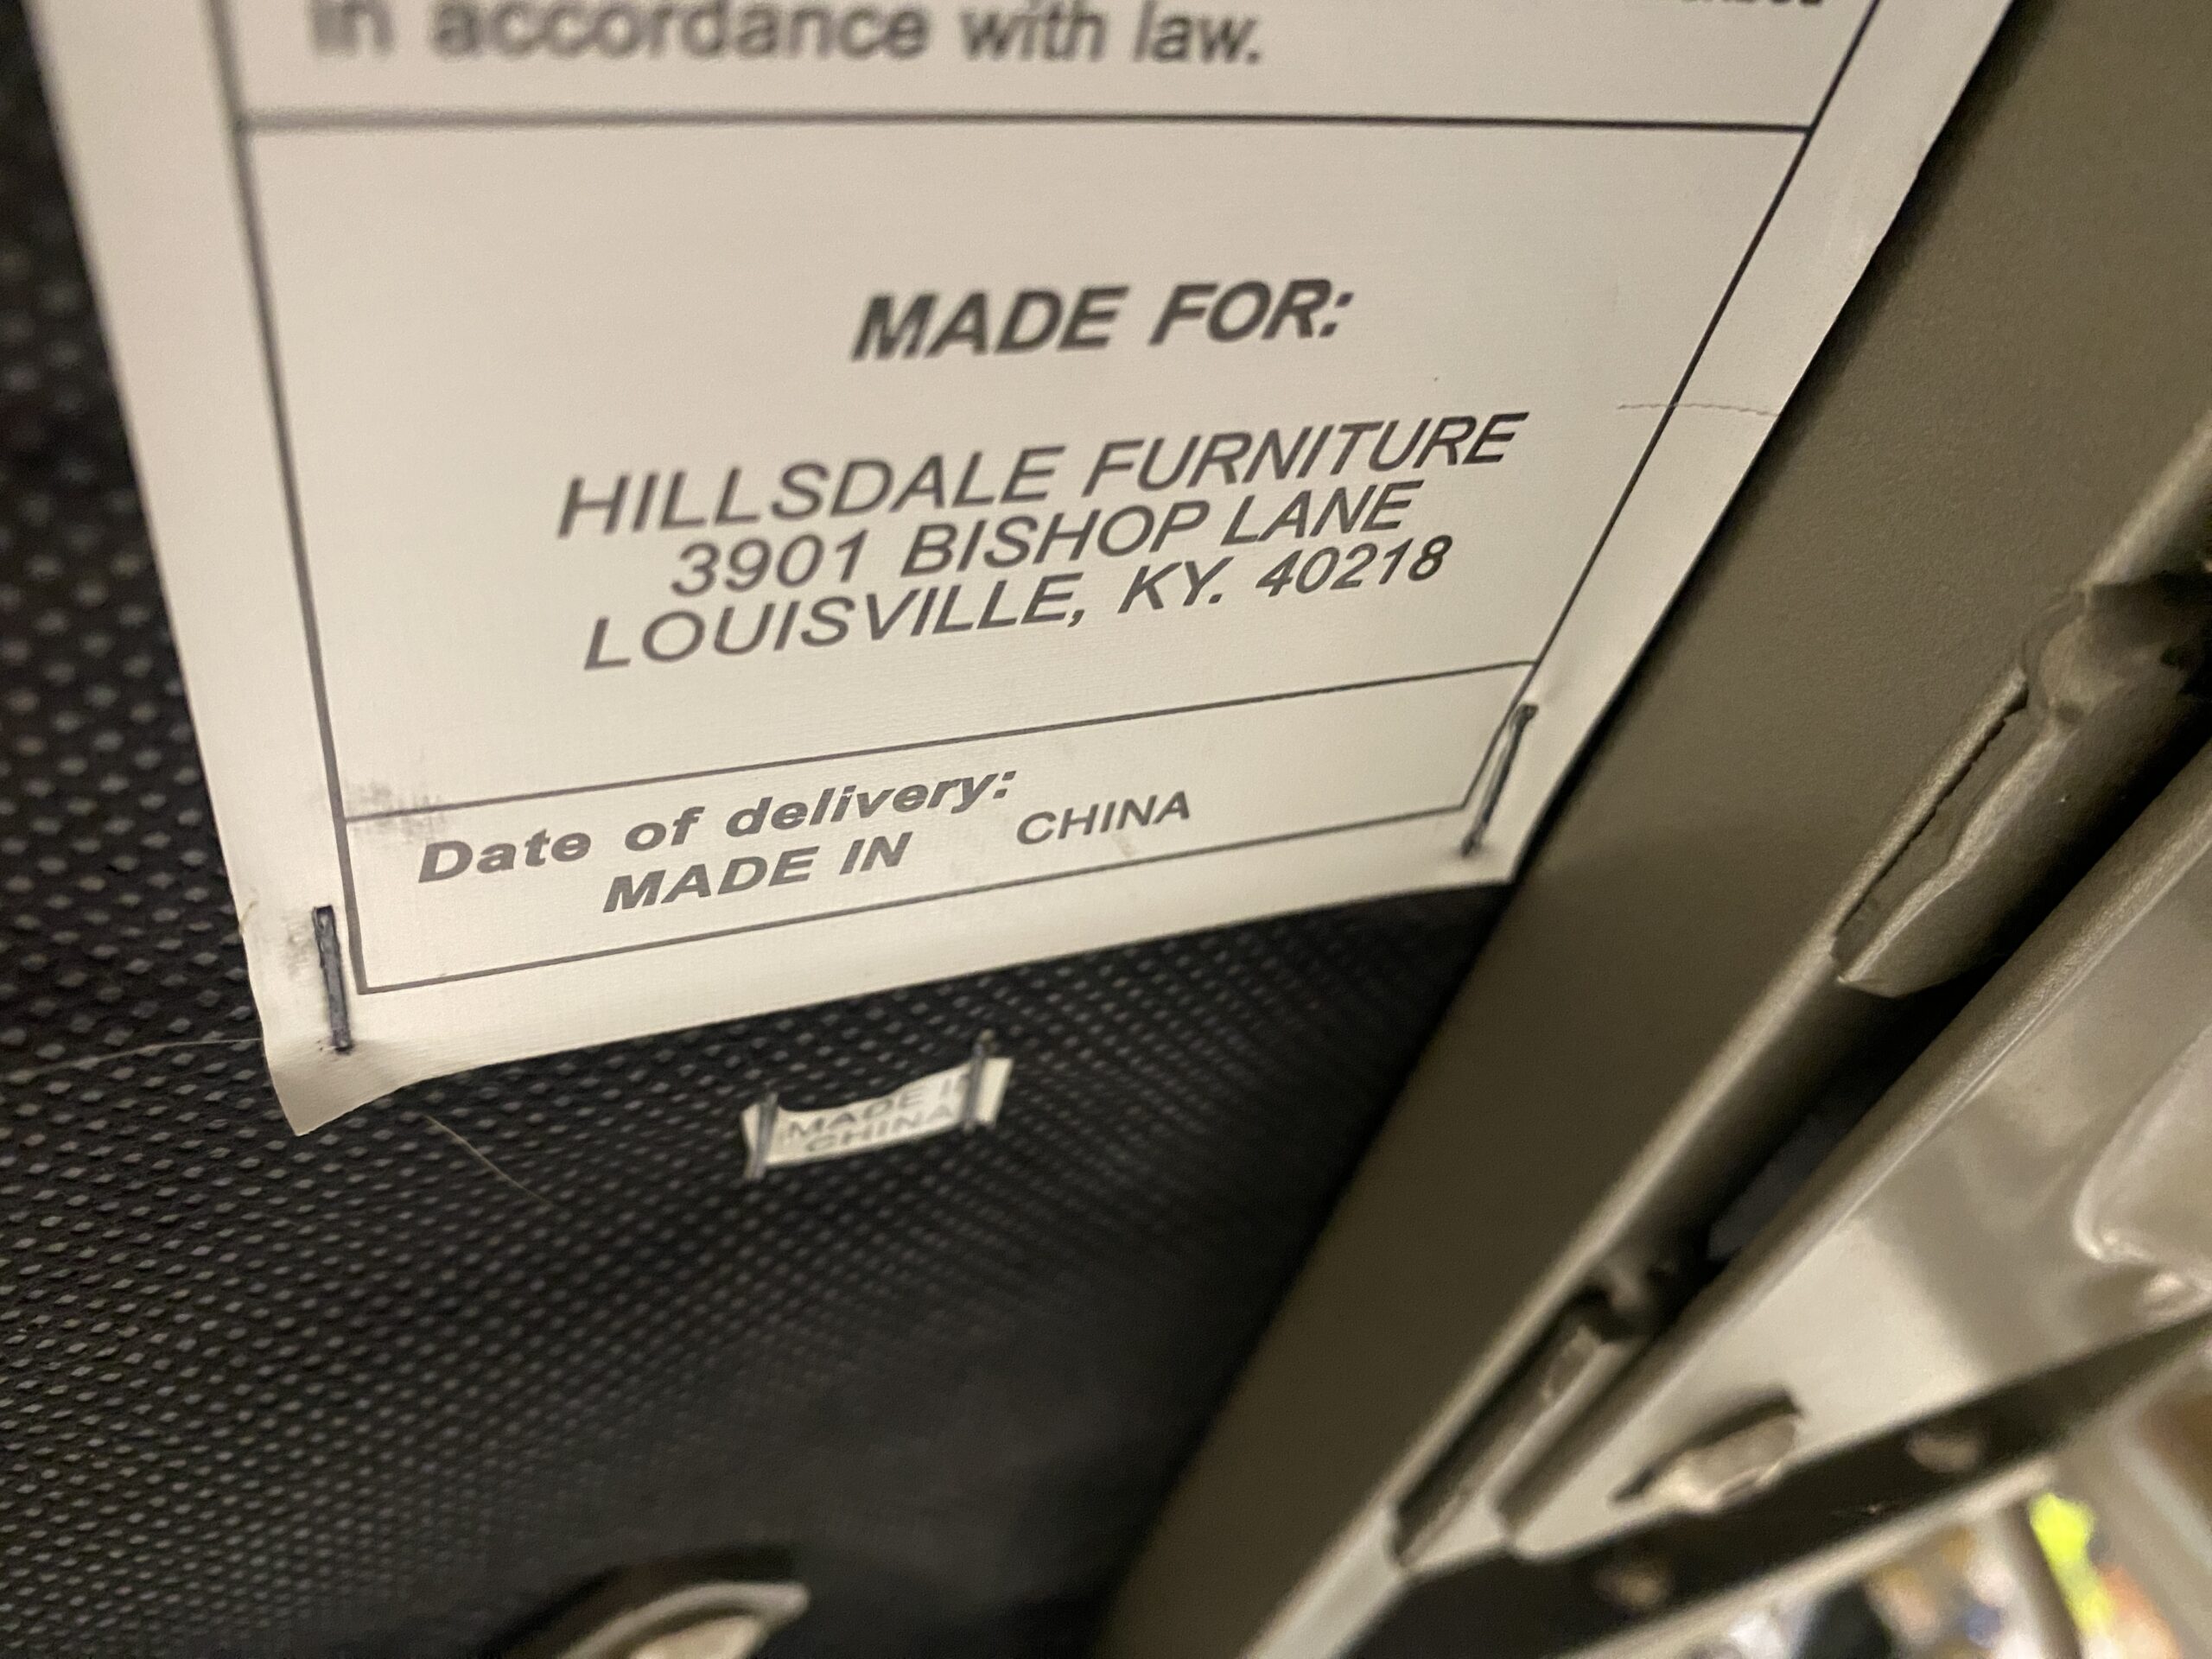 in accordance with law.
MADE FOR:
HILLSDALE FURNITURE
3901 BISHOP LANE
LOUISVILLE, KY. 40218
Date of delivery:
MADE IN CHINA
MADE IN
CHINA